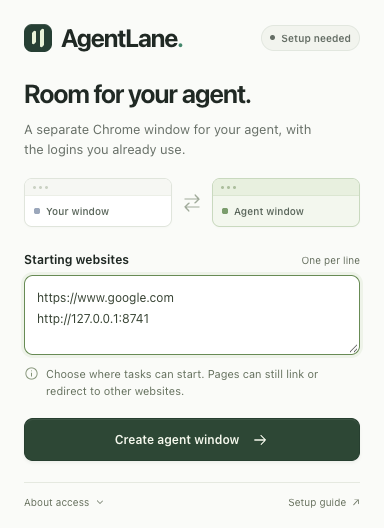 AgentLane.
Setup needed
Room for your agent.
A separate Chrome window for your agent, with
the logins you already use.
Your window
Agent window
Starting websites
One per line
https://www.google.com
http://127.0.0.1:8741
Choose where tasks can start. Pages can still link or
redirect to other websites.
Create agent window →
About access
Setup guide ↗